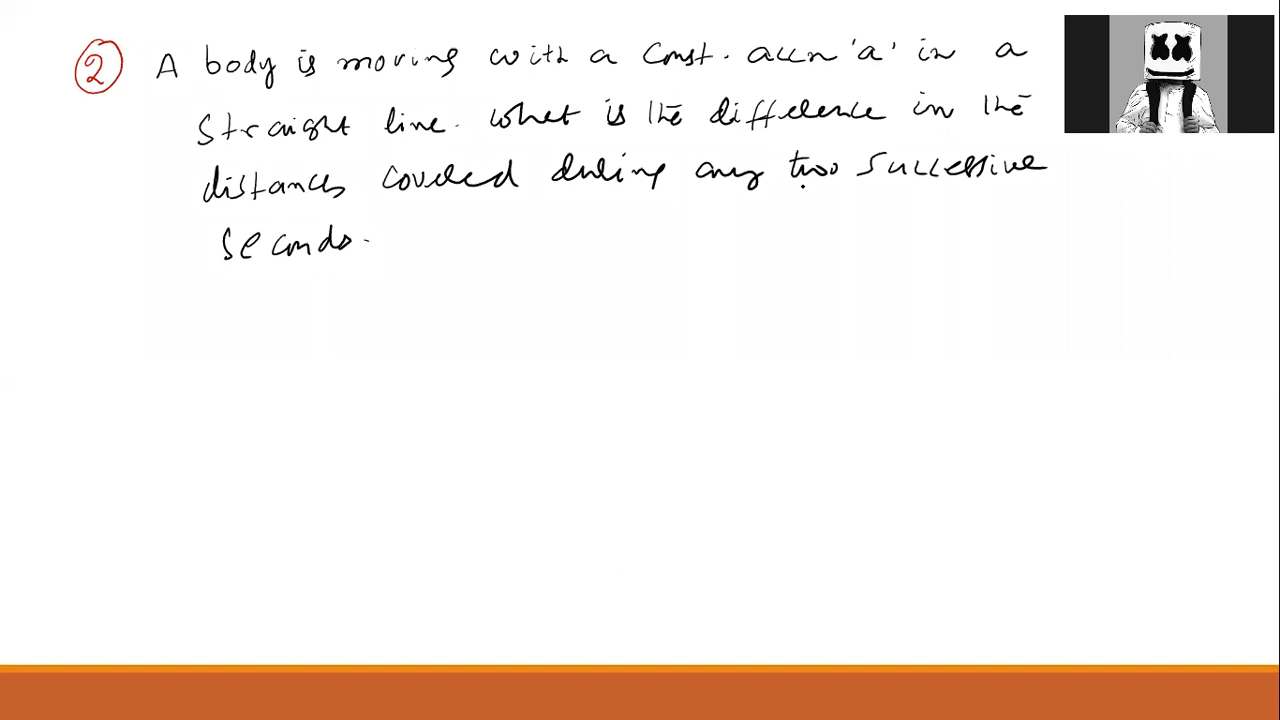 2 A body is moving with a const. accn 'a' in a
straight line. what is the difference in the
distances covered during any two successive
seconds.